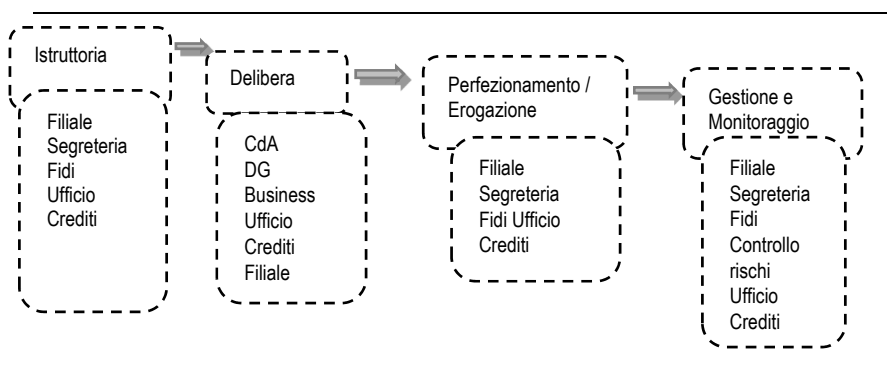 Istruttoria
Filiale
Segreteria
Fidi
Ufficio
Crediti
Delibera
CdA
DG
Business
Ufficio
Crediti
Filiale
Perfezionamento /
Erogazione
Filiale
Segreteria
Fidi Ufficio
Crediti
Gestione e
Monitoraggio
Filiale
Segreteria
Fidi
Controllo
rischi
Ufficio
Crediti